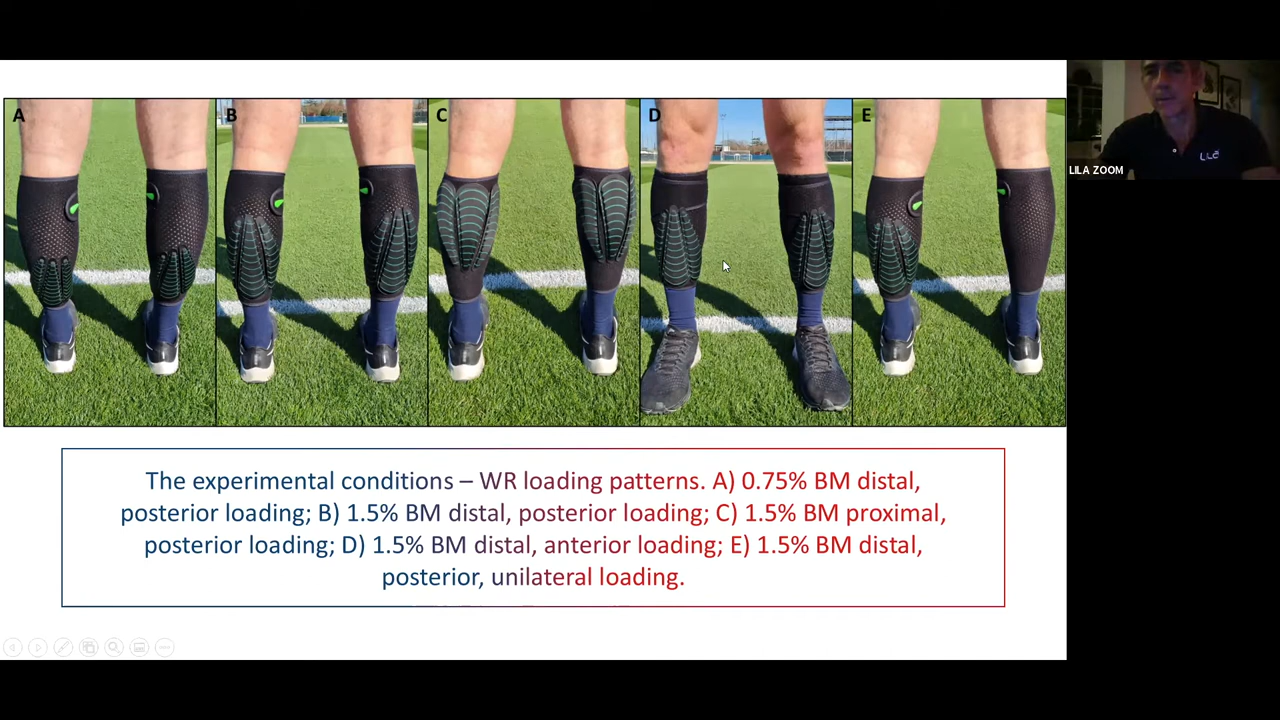 A
B
C
D
E
LILA
LILA ZOOM
The experimental conditions – WR loading patterns. A) 0.75% BM distal,
posterior loading; B) 1.5% BM distal, posterior loading; C) 1.5% BM proximal,
posterior loading; D) 1.5% BM distal, anterior loading; E) 1.5% BM distal,
posterior, unilateral loading.